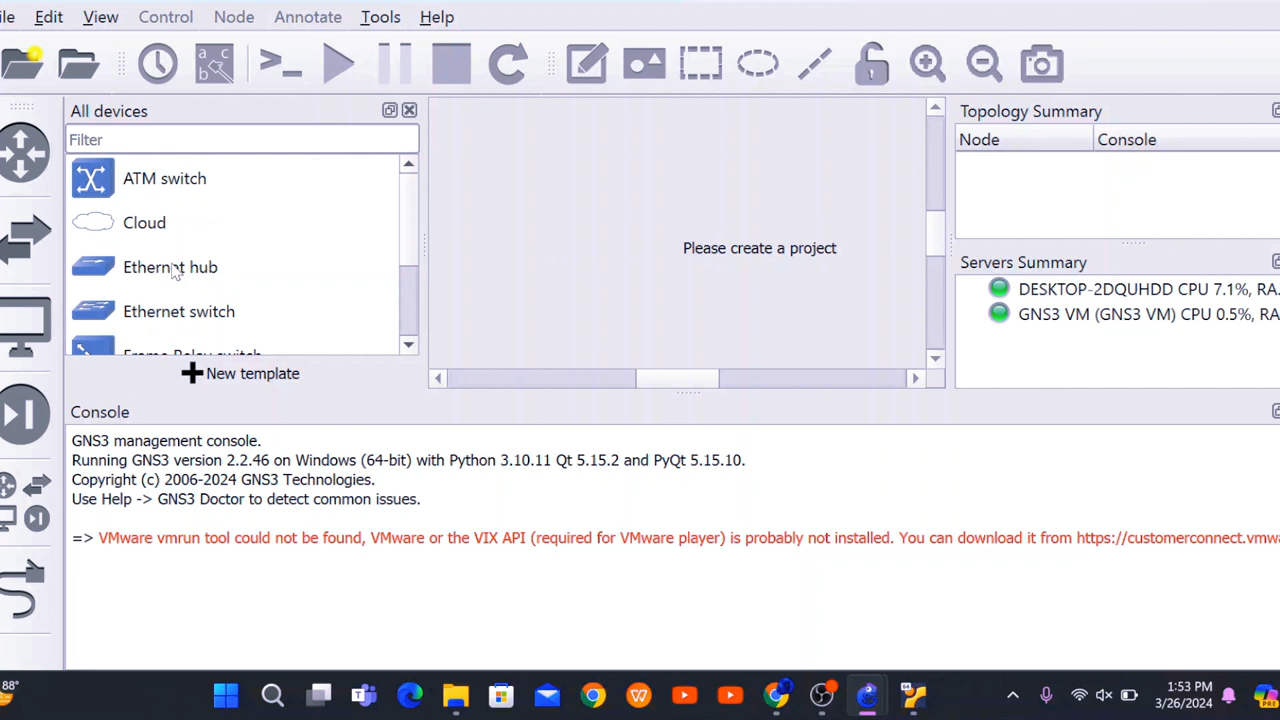 ile Edit View Control Node Annotate Tools Help
All devices
Filter
ATM switch
Cloud
Ethernet hub
Ethernet switch
Frame Relay switch
New template
Please create a project
Topology Summary
Node Console
Servers Summary
DESKTOP-2DQUHDD CPU 7.1%, RA.
GNS3 VM (GNS3 VM) CPU 0.5%, RA
Console
GNS3 management console.
Running GNS3 version 2.2.46 on Windows (64-bit) with Python 3.10.11 Qt 5.15.2 and PyQt 5.15.10.
Copyright (c) 2006-2024 GNS3 Technologies.
Use Help -> GNS3 Doctor to detect common issues.
=> VMware vmrun tool could not be found, VMware or the VIX API (required for VMware player) is probably not installed. You can download it from https://customerconnect.vmwa
88°
1:53 PM
3/26/2024